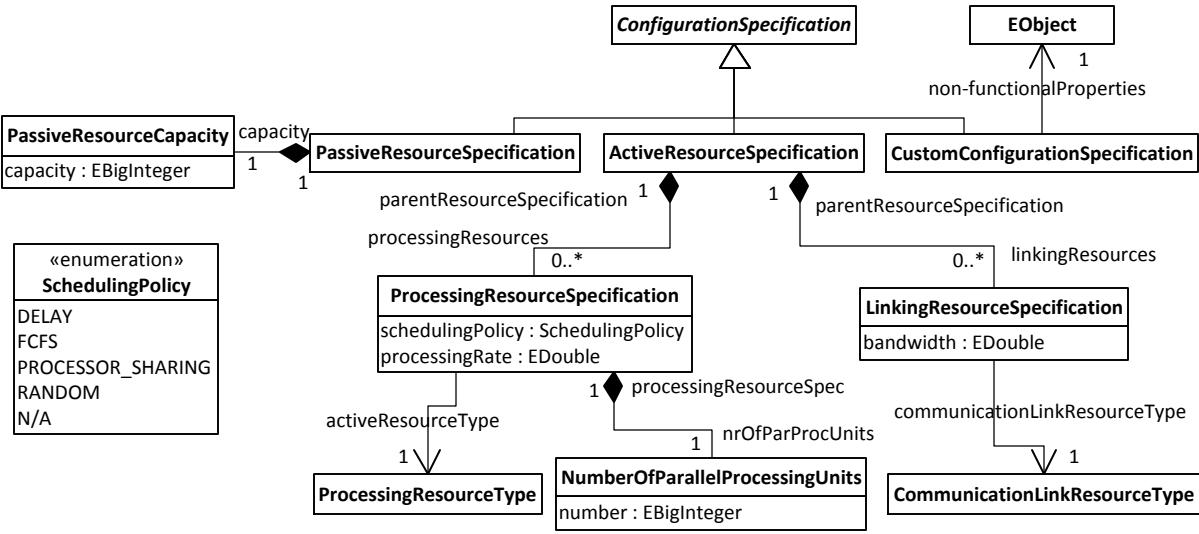 ConfigurationSpecification
EObject
1
non-functionalProperties
PassiveResourceCapacity
capacity : EBigInteger
capacity
1
1
PassiveResourceSpecification
ActiveResourceSpecification
CustomConfigurationSpecification
parentResourceSpecification
1
1
parentResourceSpecification
processingResources
0..*
0..*
linkingResources
«enumeration»
SchedulingPolicy
DELAY
FCFS
PROCESSOR_SHARING
RANDOM
N/A
ProcessingResourceSpecification
schedulingPolicy : SchedulingPolicy
processingRate : EDouble
LinkingResourceSpecification
bandwidth : EDouble
1
processingResourceSpec
activeResourceType
1
1
nrOfParProcUnits
communicationLinkResourceType
1
ProcessingResourceType
NumberOfParallelProcessingUnits
number : EBigInteger
CommunicationLinkResourceType